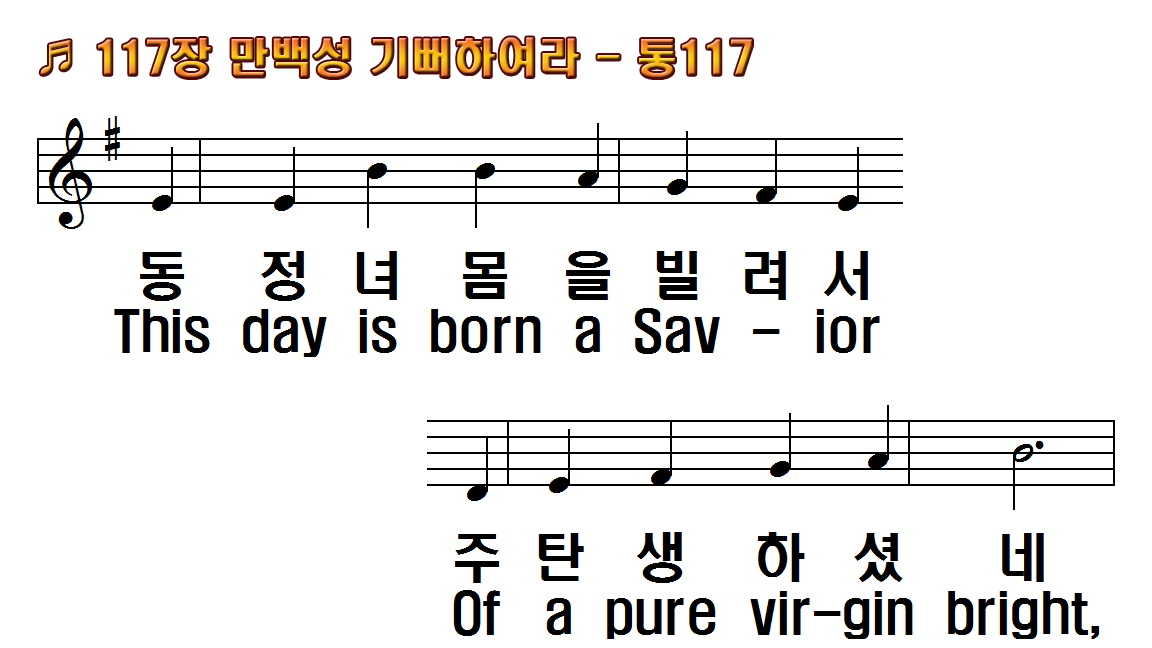 ♬ 117장 만백성 기뻐하여라 - 통117
동 정 녀 몸 을 빌 려 서
This day is born a Sav - ior
주 탄 생 하 셨 네
Of a pure vir-gin bright,